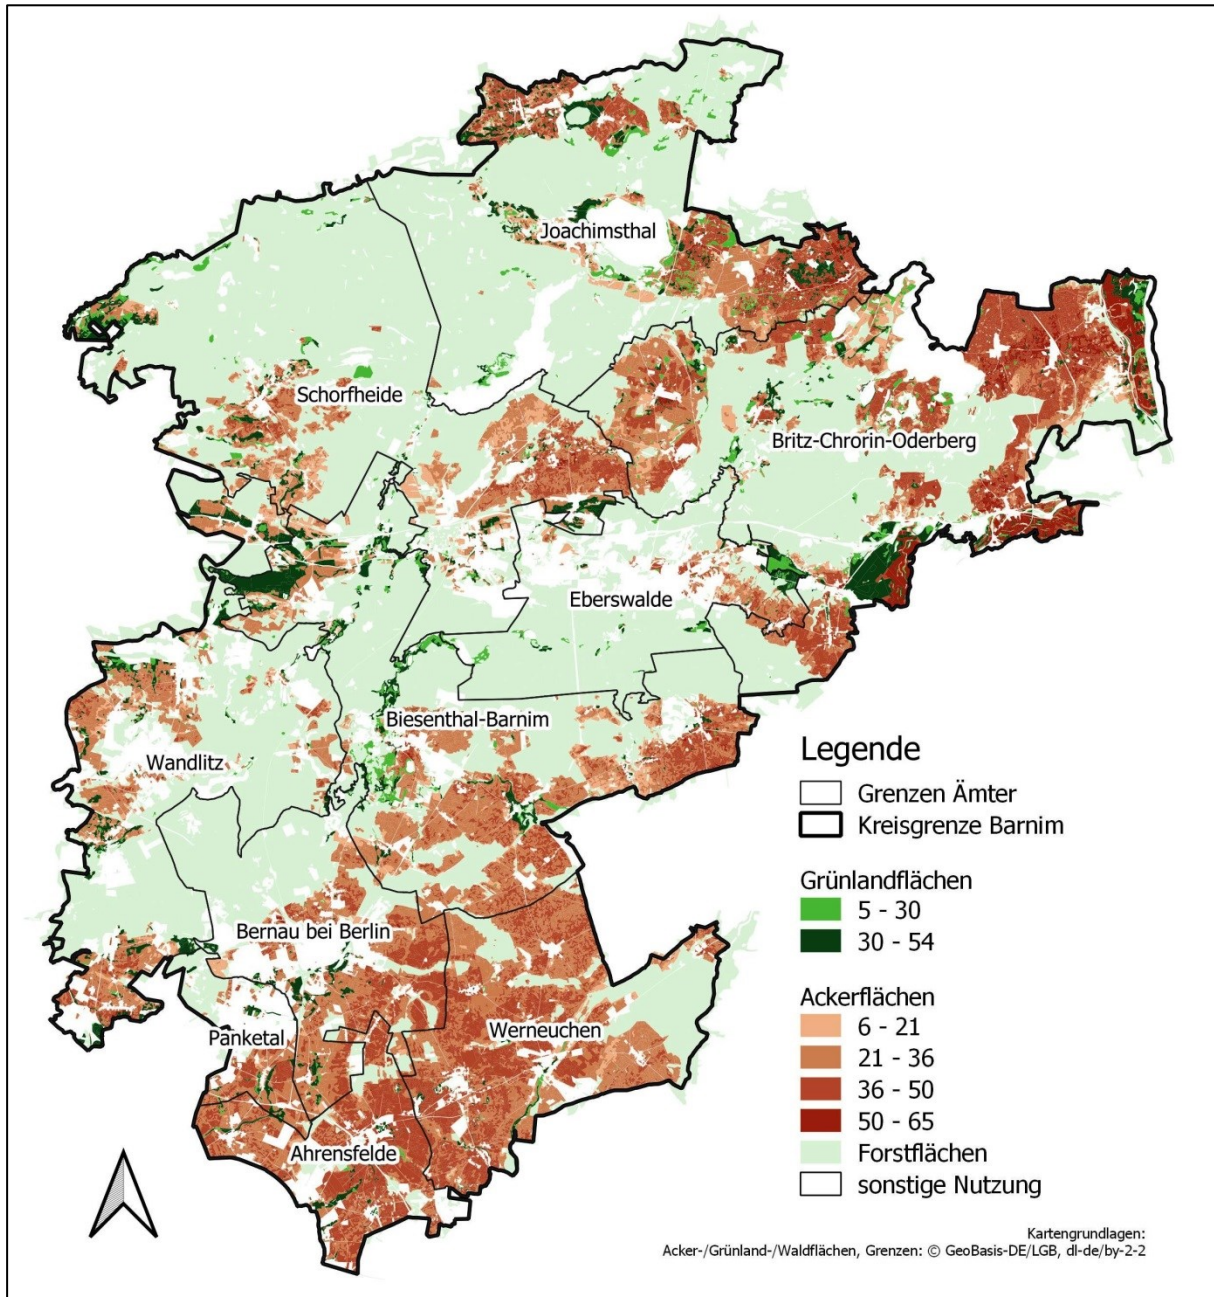 Joachimsthal
Schorfheide
Britz-Chrorin-Oderberg
Eberswalde
Biesenthal-Barnim
Wandlitz
Bernau bei Berlin
Werneuchen
Panketal
Ahrensfelde
Legende
Grenzen Ämter
Kreisgrenze Barnim
Grünlandflächen
5 - 30
30 - 54
Ackerflächen
6 - 21
21 - 36
36 - 50
50 - 65
Forstflächen
sonstige Nutzung
Kartengrundlagen:
Acker-/Grünland-/Waldflächen, Grenzen: © GeoBasis-DE/LGB, dl-de/by-2-2